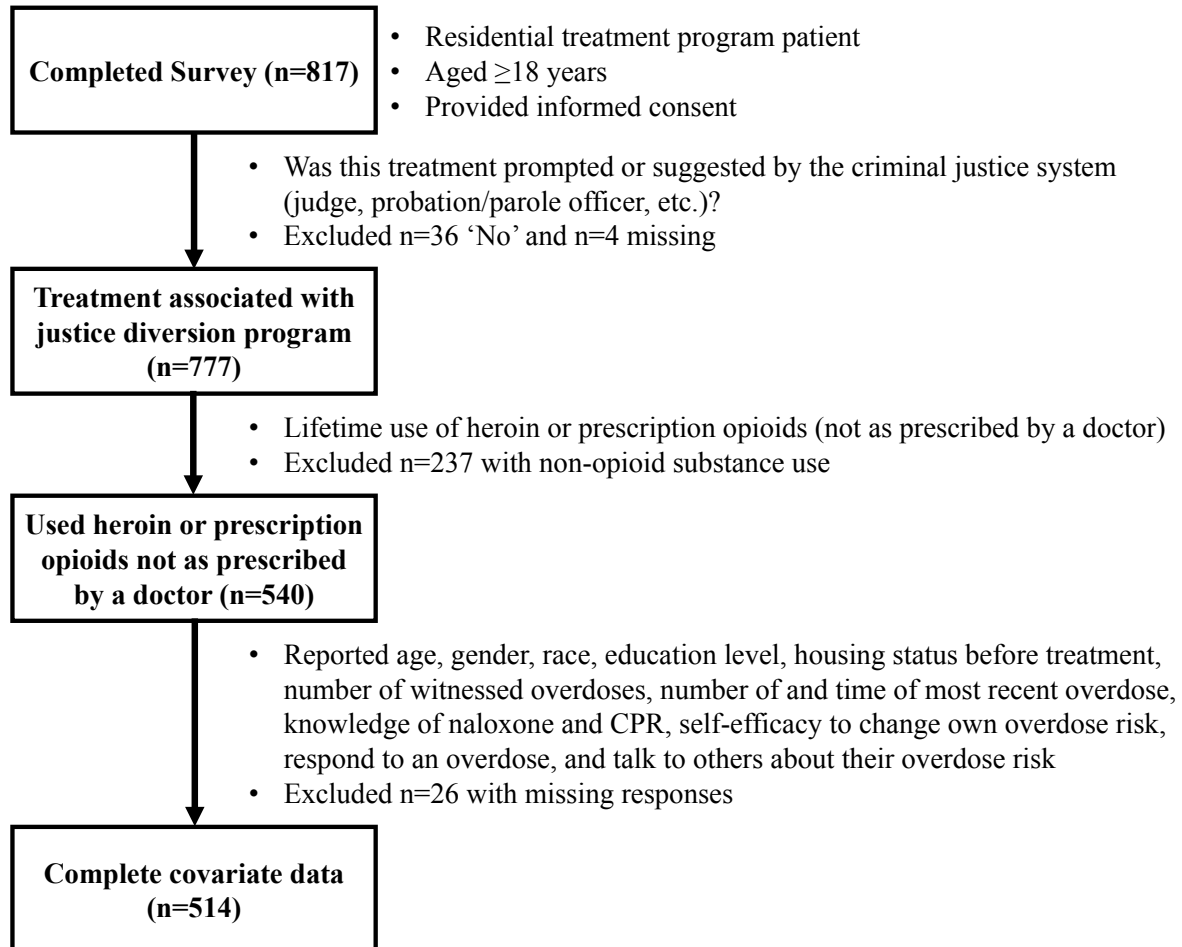 Completed Survey (n=817)
• Residential treatment program patient
• Aged ≥18 years
• Provided informed consent
• Was this treatment prompted or suggested by the criminal justice system
(judge, probation/parole officer, etc.)?
• Excluded n=36 ‘No’ and n=4 missing
Treatment associated with
justice diversion program
(n=777)
• Lifetime use of heroin or prescription opioids (not as prescribed by a doctor)
• Excluded n=237 with non-opioid substance use
Used heroin or prescription
opioids not as prescribed
by a doctor (n=540)
• Reported age, gender, race, education level, housing status before treatment,
number of witnessed overdoses, number of and time of most recent overdose,
knowledge of naloxone and CPR, self-efficacy to change own overdose risk,
respond to an overdose, and talk to others about their overdose risk
• Excluded n=26 with missing responses
Complete covariate data
(n=514)